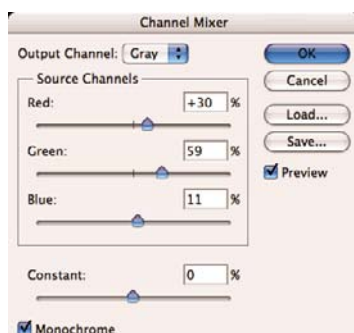 Channel Mixer
Output Channel: Gray
OK
Source Channels
Cancel
Red: +30 %
Load...
Green: 59 %
Save...
Preview
Blue: 11 %
Constant: 0 %
Monochrome